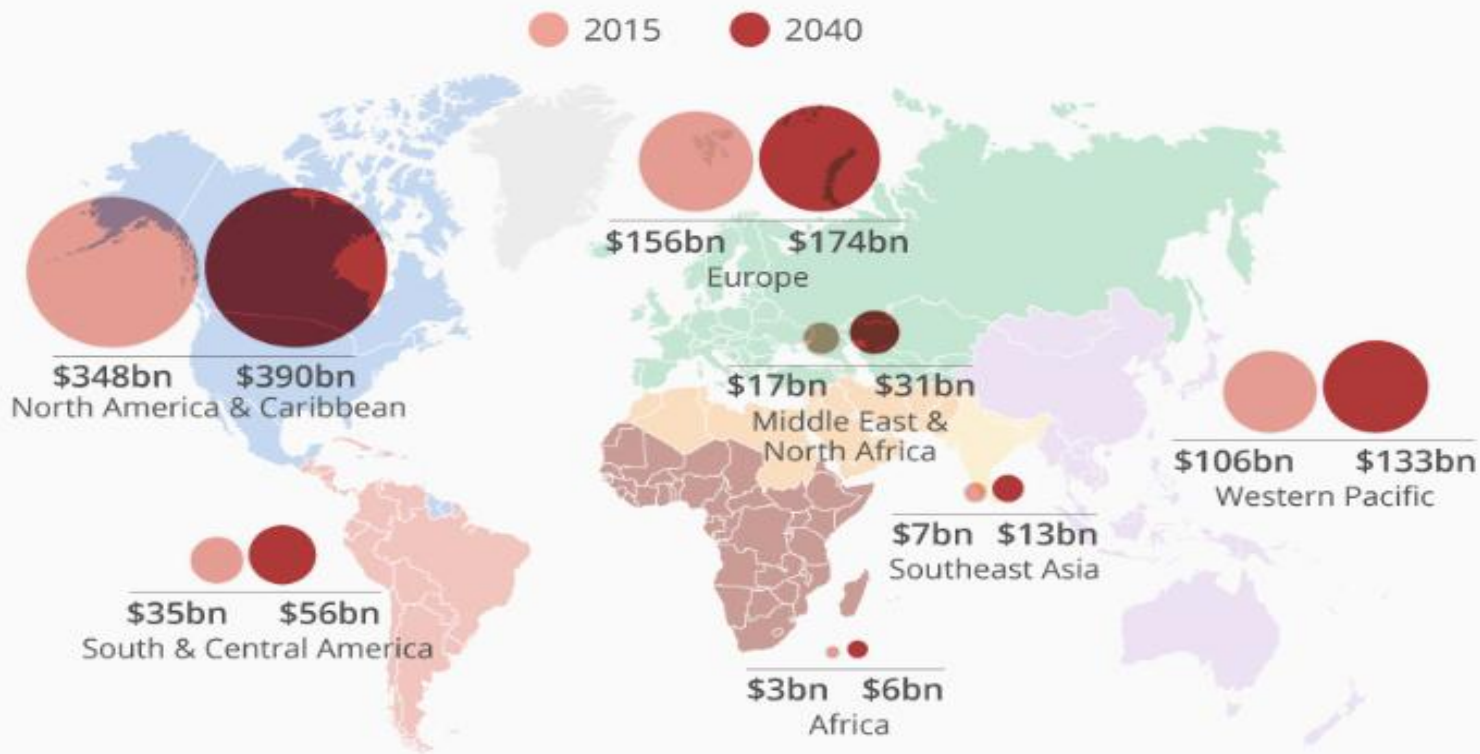 2015 2040
$156bn $174bn
Europe
$348bn $390bn
North America & Caribbean
$17bn $31bn
Middle East &
North Africa
$106bn $133bn
Western Pacific
$7bn $13bn
Southeast Asia
$35bn $56bn
South & Central America
$3bn $6bn
Africa